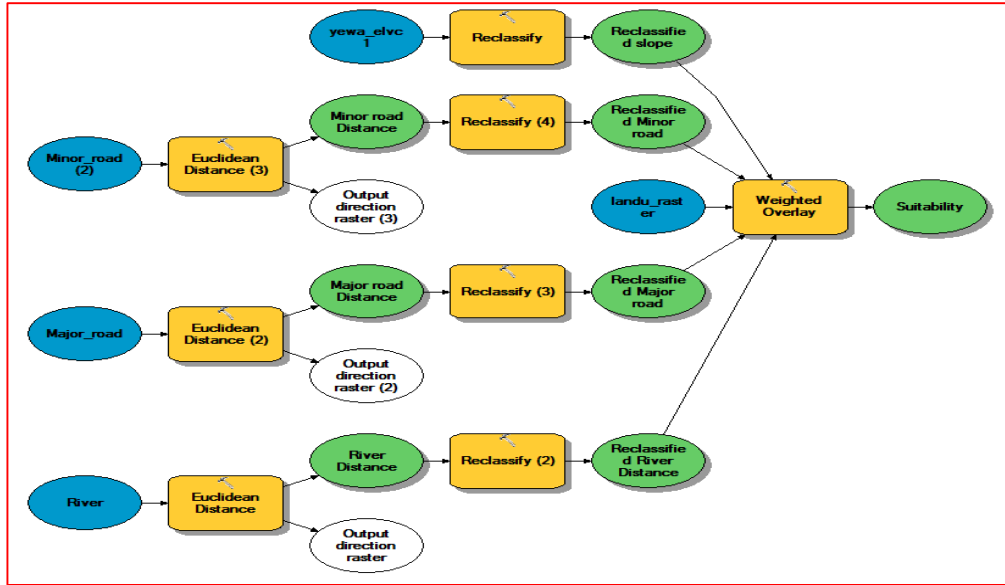 yewa_elvc
1
Reclassify
Reclassifie
d slope
Minor road
Distance
Reclassify (4)
Reclassified
Minor
road
Minor_road
(2)
Euclidean
Distance (3)
Output
direction
raster (3)
landu_rast
er
Weighted
Overlay
Suitability
Major road
Distance
Reclassify (3)
Reclassifie
d Major
road
Major_road
Euclidean
Distance (2)
Output
direction
raster (2)
River
Distance
Reclassify (2)
Reclassifie
d River
Distance
River
Euclidean
Distance
Output
direction
raster